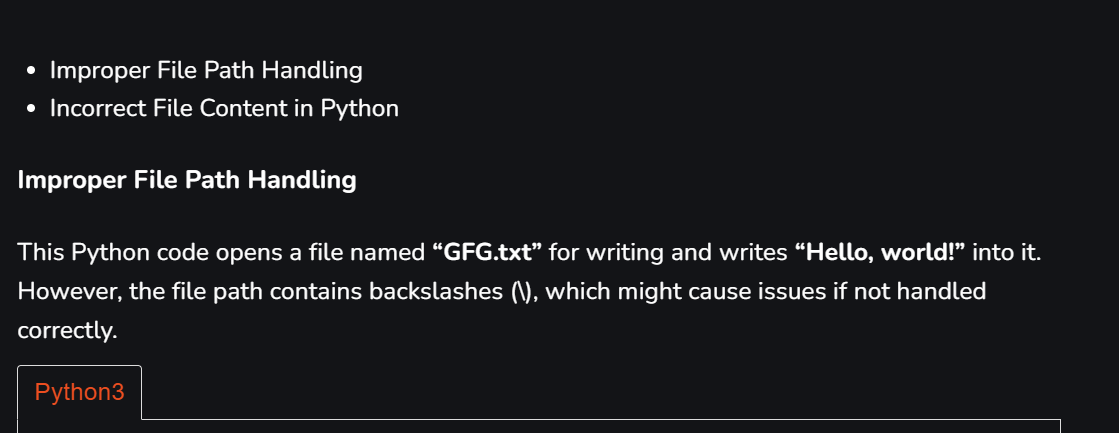 • Improper File Path Handling
• Incorrect File Content in Python
Improper File Path Handling
This Python code opens a file named “GFG.txt” for writing and writes “Hello, world!” into it.
However, the file path contains backslashes (\), which might cause issues if not handled
correctly.
Python3